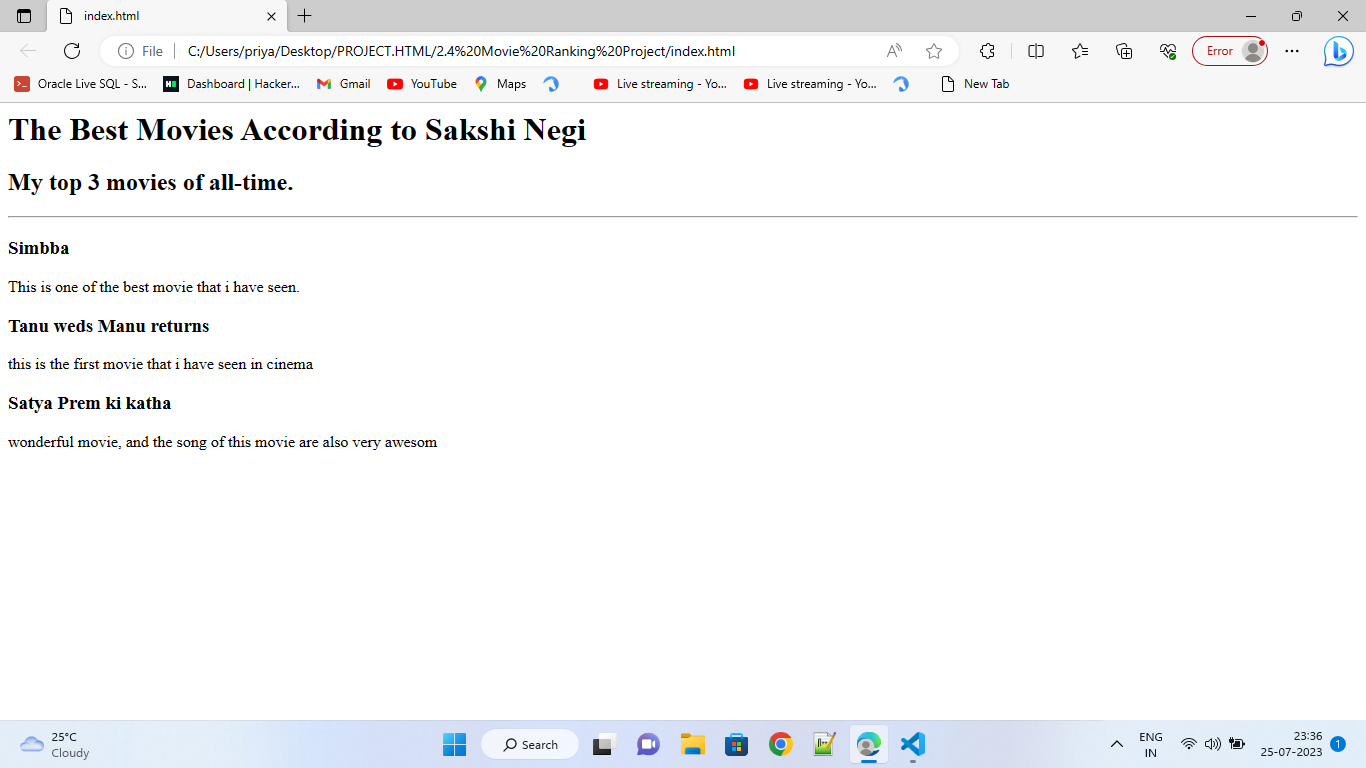 index.html
File
C:/Users/priya/Desktop/PROJECT.HTML/2.4%20Movie%20Ranking%20Project/index.html
Error
Oracle Live SQL - S...
Dashboard | Hacker...
Gmail
YouTube
Maps
Live streaming - Yo...
Live streaming - Yo...
New Tab
The Best Movies According to Sakshi Negi
My top 3 movies of all-time.
Simbba
This is one of the best movie that i have seen.
Tanu weds Manu returns
this is the first movie that i have seen in cinema
Satya Prem ki katha
wonderful movie, and the song of this movie are also very awesom
25°C
Cloudy
Search
ENG
IN
23:36
25-07-2023
1